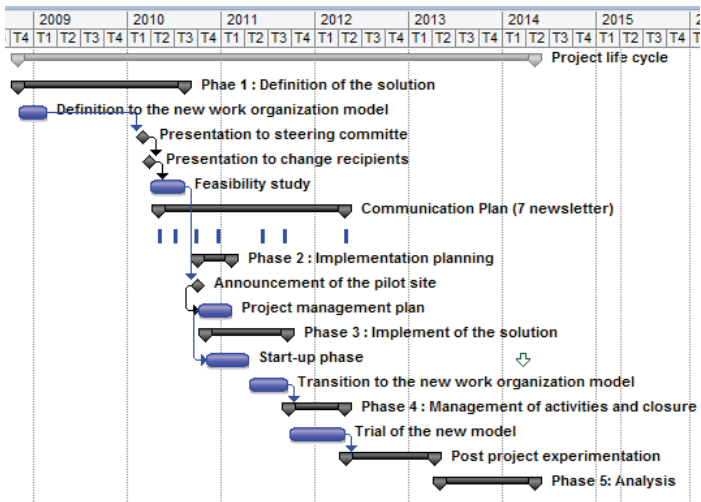 2009 2010 2011 2012 2013 2014 2015 2
T4 T1 T2 T3 T4 T1 T2 T3 T4 T1 T2 T3 T4 T1 T2 T3 T4 T1 T2 T3 T4 T1 T2 T3 T4 T1 T2 T3 T4 T
Project life cycle
Phae 1 : Definition of the solution
Definition to the new work organization model
Presentation to steering committe
Presentation to change recipients
Feasibility study
Communication Plan (7 newsletter)
Phase 2 : Implementation planning
Announcement of the pilot site
Project management plan
Phase 3 : Implement of the solution
Start-up phase
Transition to the new work organization model
Phase 4 : Management of activities and closure
Trial of the new model
Post project experimentation
Phase 5: Analysis